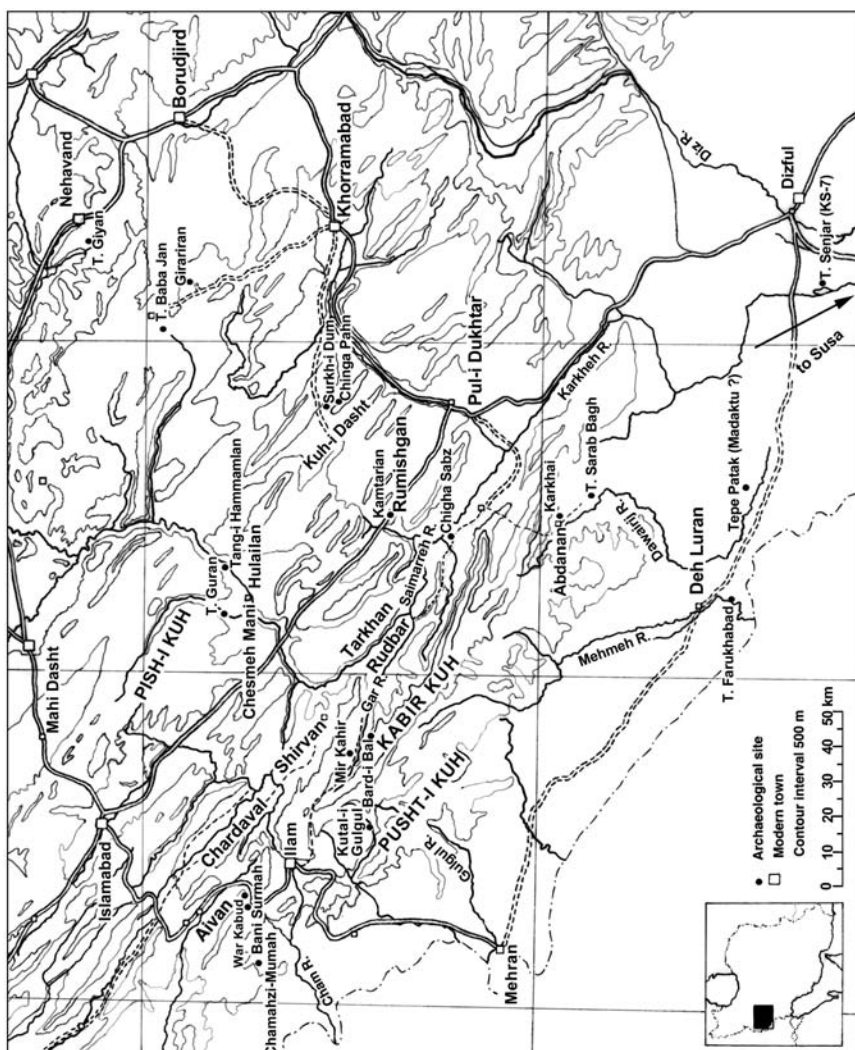 Borudjird
Nehavand
T. Giyan
T. Baba Jan
Girariran
Khorramabad
Surkh-i Dum
Chinga Pahn
Kuh-i Dasht
Pul-i Dukhtar
Karkheh R.
Diz R.
Dizful
T. Senjar (KS-7)
to Susa
Mahi Dasht
PISH-I KUH
T. Guran
Tang-i Hammamlan
Hulailan
Chesmeh Mani
Kamtarian
Rumishgan
Chigha Sabz
Saimarreh R.
Tarkhan
Rudbar
Karkhai
Abdanan
T. Sarab Bagh
Dawairij R.
Tepe Patak (Madaktu ?)
Deh Luran
T. Farukhabad
Mehmeh R.
Islamabad
Chardaval
Shirvan
Mir Kahir
Gar R.
KABIR KUH
Bard-i Bal
Kutal-i
Gulgul
PUSHT-I KUH
Gulgul R.
Ilam
Aivan
War Kabud
Bani Surmah
Chamahzi-Mumah
Cham R.
Mehran
Archaeological site
Modern town
Contour interval 500 m
0 10 20 30 40 50 km